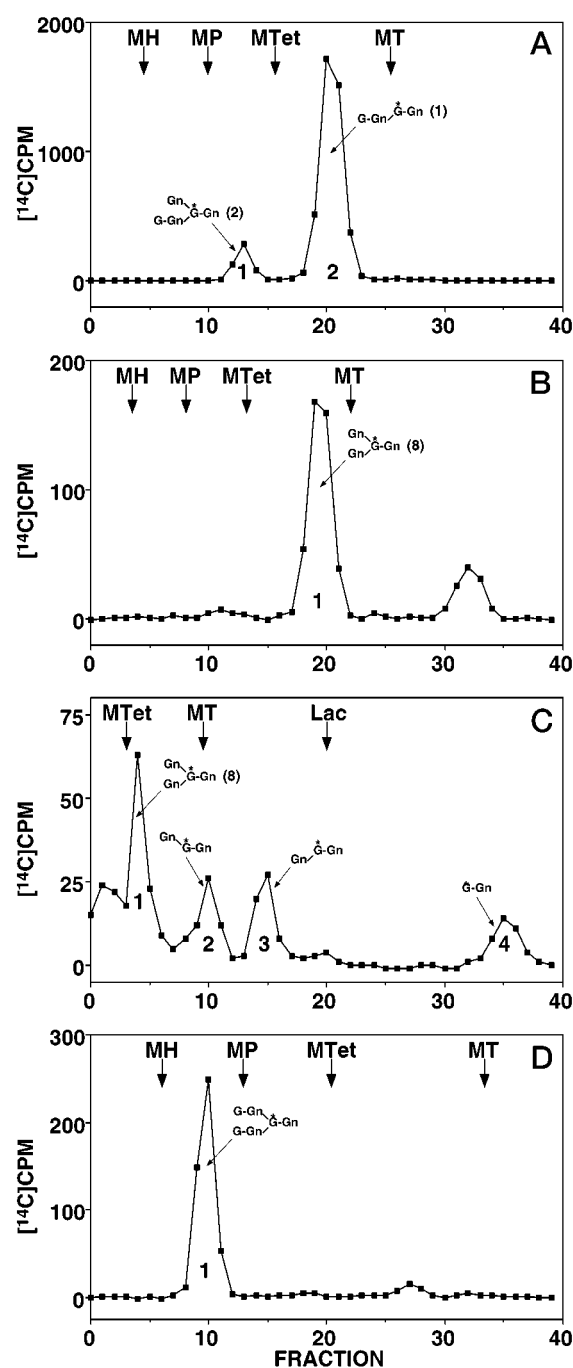 A
MH MP MTet MT
2000
1000
0
[14C]CPM
Gn
*
G-Gn G-Gn (2)
*
G-Gn G-Gn (1)
1 2
0 10 20 30 40
B
MH MP MTet MT
200
100
0
[14C]CPM
Gn
*
G-Gn (8)
Gn
1
0 10 20 30 40
C
MTet MT Lac
75
50
25
0
[14C]CPM
Gn
*
G-Gn (8)
Gn
Gn
*
G-Gn
*
G-Gn
Gn
*
G-Gn
1 2 3 4
0 10 20 30 40
D
MH MP MTet MT
300
200
100
0
[14C]CPM
G-Gn
*
G-Gn
G-Gn
1
0 10 20 30 40
FRACTION